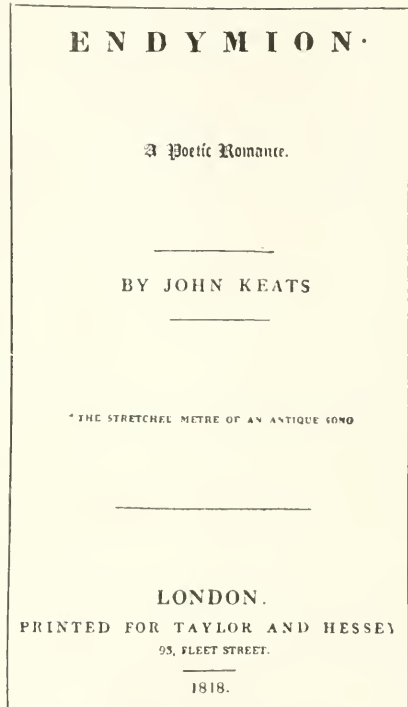 ENDYMION.
A Poetic Romance.
BY JOHN KEATS
"THE STRETCHED METRE OF AN ANTIQUE SONG
LONDON.
PRINTED FOR TAYLOR AND HESSEY
93, FLEET STREET.
1818.